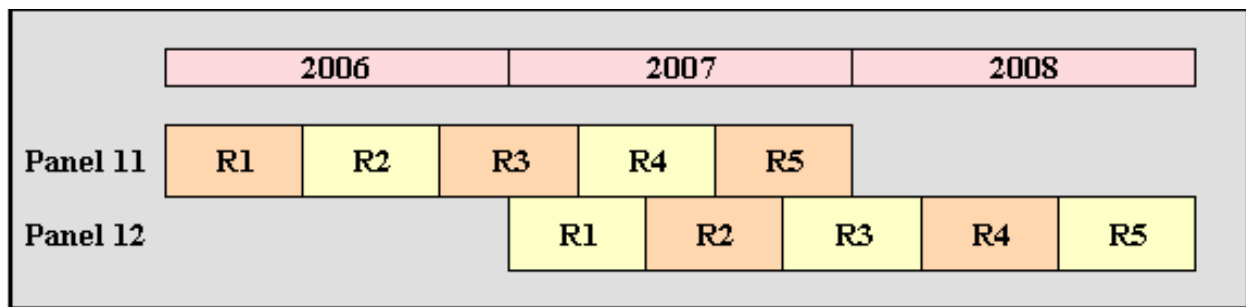 2006 2007 2008
Panel 11 R1 R2 R3 R4 R5
Panel 12 R1 R2 R3 R4 R5